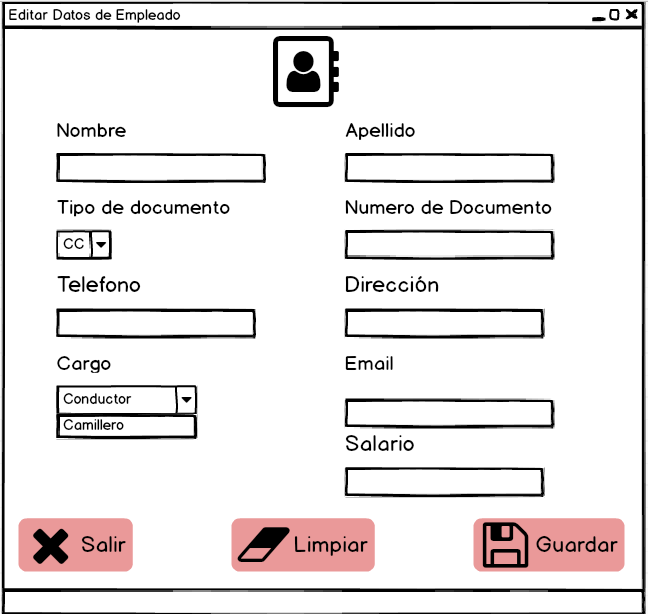 Editar Datos de Empleado
Nombre
Apellido
Tipo de documento
Numero de Documento
CC
Telefono
Dirección
Cargo
Email
Conductor
Camillero
Salario
Salir
Limpiar
Guardar